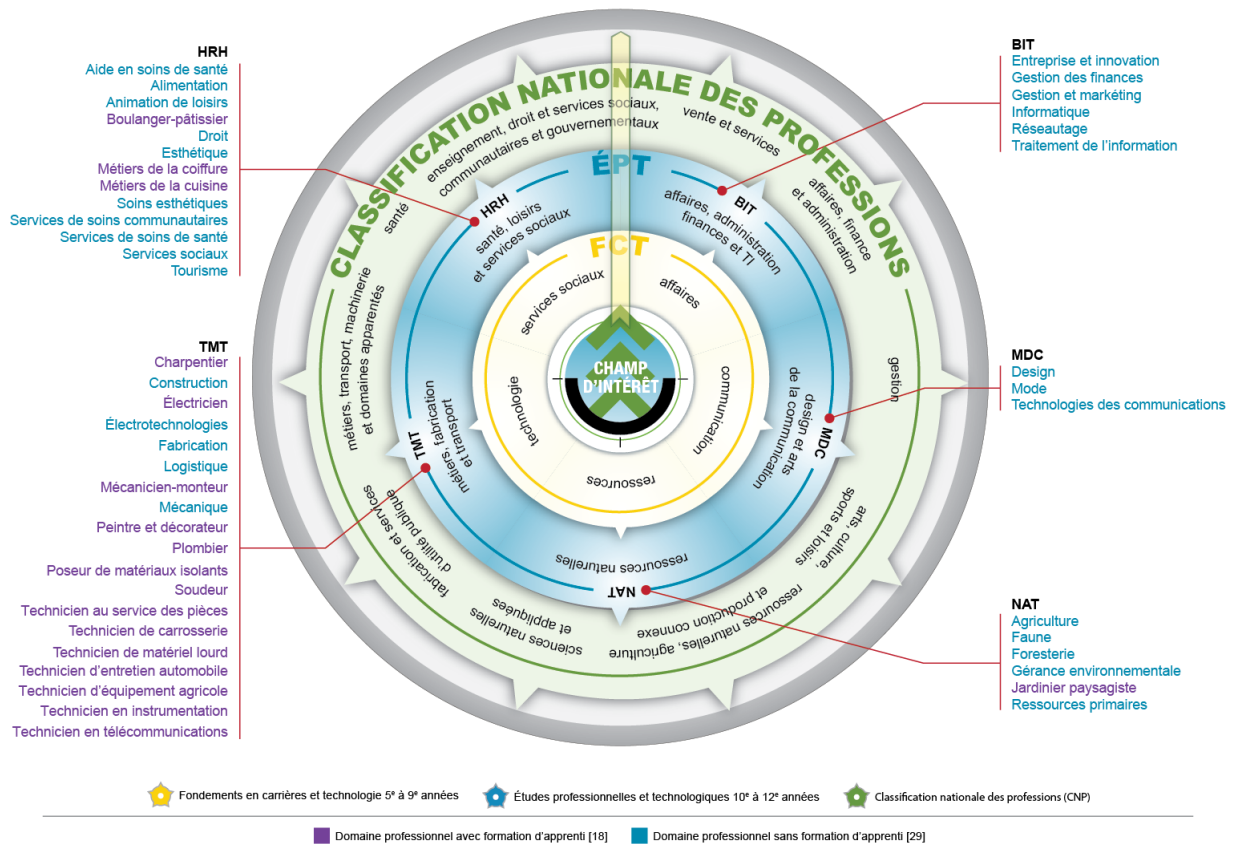 HRH
Aide en soins de santé
Alimentation
Animation de loisirs
Boulanger-pâtissier
Droit
Esthétique
Métiers de la coiffure
Métiers de la cuisine
Soins esthétiques
Services de soins communautaires
Services de soins de santé
Services sociaux
Tourisme
TMT
Charpentier
Construction
Électricien
Électrotechnologies
Fabrication
Logistique
Mécanicien-monteur
Mécanique
Peintre et décorateur
Plombier
Poseur de matériaux isolants
Soudeur
Technicien au service des pièces
Technicien de carrosserie
Technicien de matériel lourd
Technicien d'entretien automobile
Technicien d'équipement agricole
Technicien en instrumentation
Technicien en télécommunications
CLASSIFICATION NATIONALE DES PROFESSIONS
enseignement, droit et services sociaux,
communautaires et gouvernementaux
vente et services
affaires, finance
et administration
gestion
arts, culture,
sports et loisirs
ressources naturelles, agriculture
et production connexe
sciences naturelles
et appliquées
fabrication et services
d'utilité publique
métiers, transport, machinerie
et domaines apparentés
santé
ÉPT
HRH
santé, loisirs
et services sociaux
BIT
affaires, administration
finances et TI
MDC
design et arts
de la communication
NAT
ressources naturelles
TMT
métiers, fabrication
et transport
FCT
services sociaux
affaires
communication
ressources
technologie
CHAMP
D'INTÉRÊT
BIT
Entreprise et innovation
Gestion des finances
Gestion et markéting
Informatique
Réseautage
Traitement de l'information
MDC
Design
Mode
Technologies des communications
NAT
Agriculture
Faune
Foresterie
Gérance environnementale
Jardinier paysagiste
Ressources primaires
Fondements en carrières et technologie 5e à 9e années
Études professionnelles et technologiques 10e à 12e années
Classification nationale des professions (CNP)
Domaine professionnel avec formation d'apprenti [18]
Domaine professionnel sans formation d'apprenti [29]